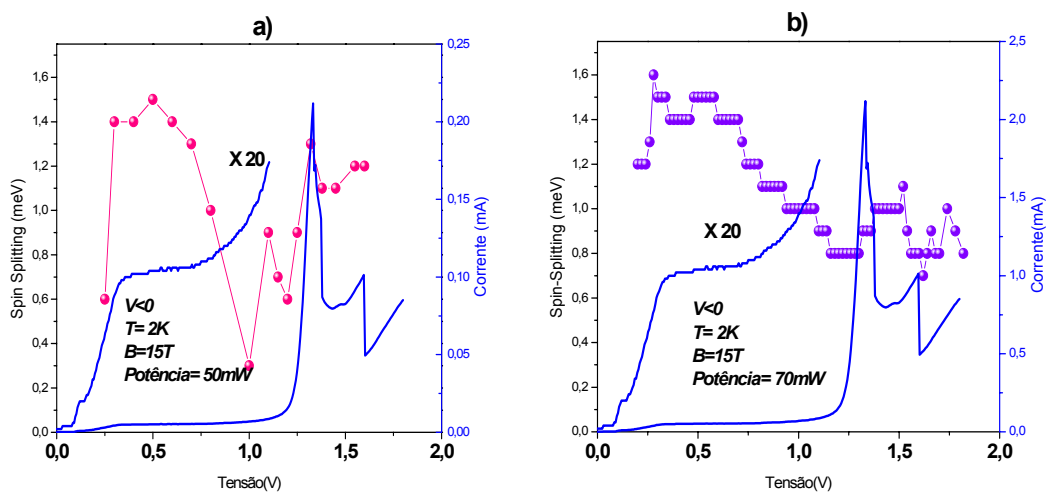 a)
Spin Splitting (meV)
1,6
1,4
1,2
1,0
0,8
0,6
0,4
0,2
0,0
X 20
V<0
T= 2K
B=15T
Potência= 50mW
0,25
0,20
0,15
0,10
0,05
0,00
Corrente (mA)
0,0 0,5 1,0 1,5 2,0
Tensão(V)
b)
Spin-Splitting (meV)
1,6
1,4
1,2
1,0
0,8
0,6
0,4
0,2
0,0
X 20
V<0
T= 2K
B=15T
Potência= 70mW
2,5
2,0
1,5
1,0
0,5
0,0
Corrente(mA)
0,0 0,5 1,0 1,5 2,0
Tensão(V)